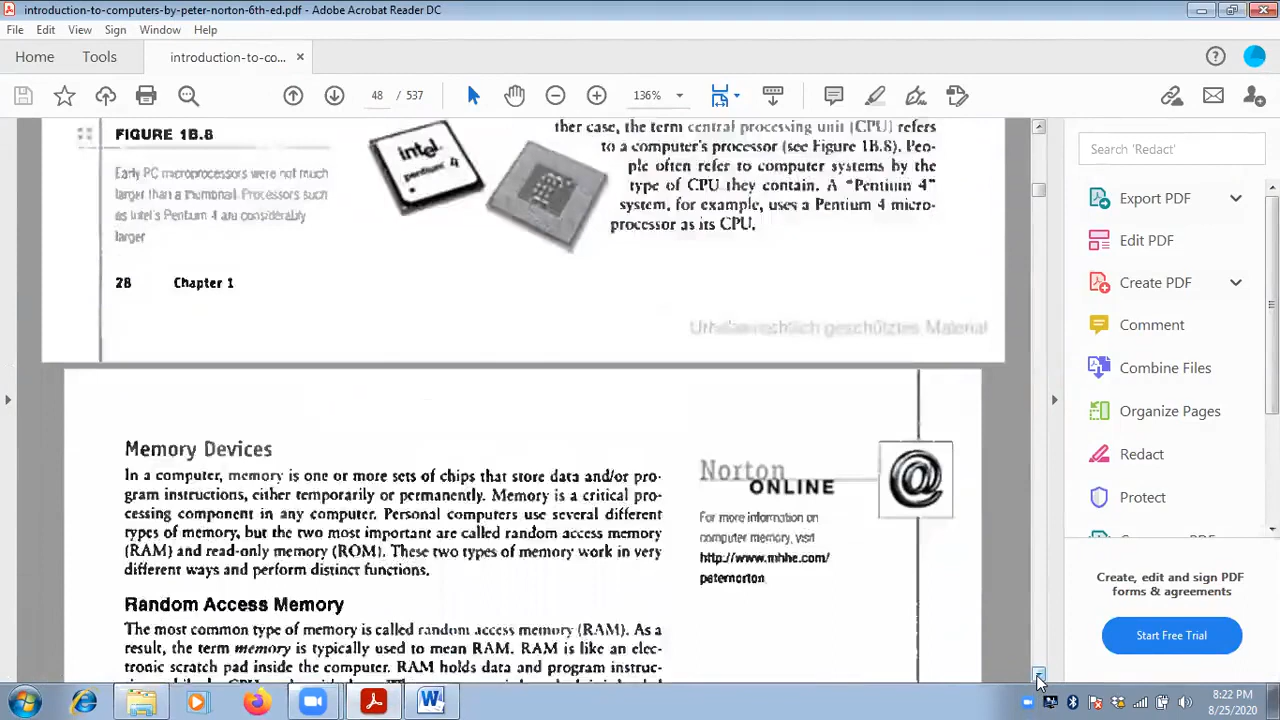 introduction-to-computers-by-peter-norton-6th-ed.pdf - Adobe Acrobat Reader DC
File Edit View Sign Window Help
Home Tools introduction-to-co... ×
48 / 537 136%
Search 'Redact'
Export PDF
Edit PDF
Create PDF
Comment
Combine Files
Organize Pages
Redact
Protect
Create, edit and sign PDF
forms & agreements
Start Free Trial
FIGURE 1B.8
Early PC microprocessors were not much
larger than a thumbnail. Processors such
as Intel's Pentium 4 are considerably
larger
intel
pentium 4
ther case, the term central processing unit (CPU) refers
to a computer's processor (see Figure 1B.8). Peo-
ple often refer to computer systems by the
type of CPU they contain. A "Pentium 4"
system, for example, uses a Pentium 4 micro-
processor as its CPU.
28 Chapter 1
Urheberrechtlich geschütztes Material
Memory Devices
In a computer, memory is one or more sets of chips that store data and/or pro-
gram instructions, either temporarily or permanently. Memory is a critical pro-
cessing component in any computer. Personal computers use several different
types of memory, but the two most important are called random access memory
(RAM) and read-only memory (ROM). These two types of memory work in very
different ways and perform distinct functions.
Random Access Memory
The most common type of memory is called random access memory (RAM). As a
result, the term memory is typically used to mean RAM. RAM is like an elec-
tronic scratch pad inside the computer. RAM holds data and program instruc-
Norton
ONLINE
@
For more information on
computer memory, visit
http://www.mhhe.com/
peternorton
8:22 PM
8/25/2020